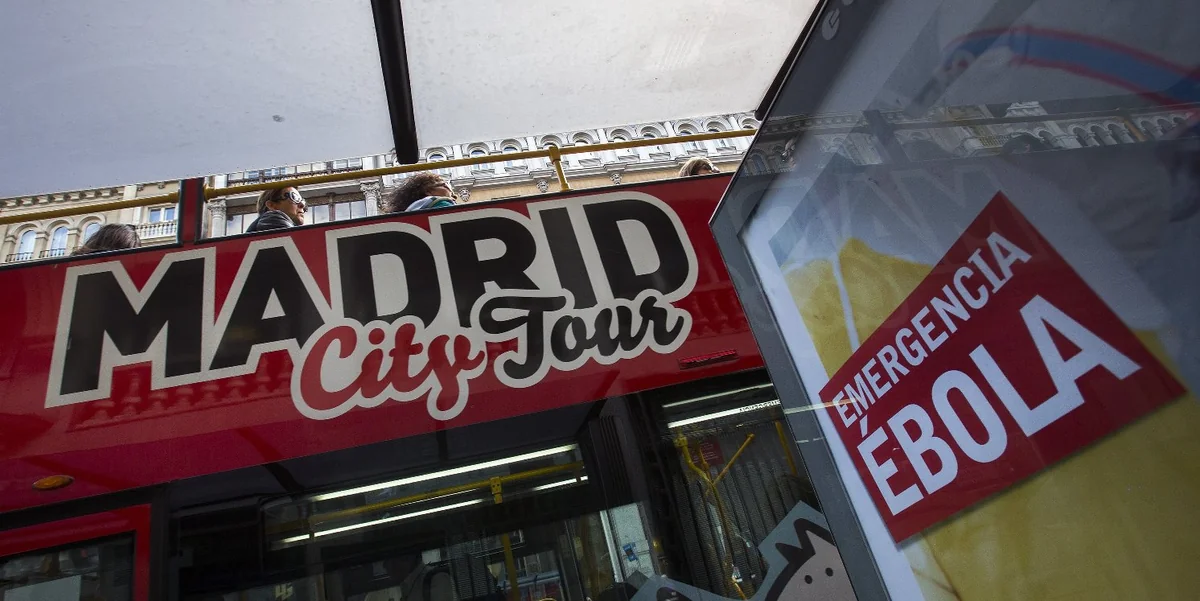 MADRID
City Tour
EMERGENCIA
ÉBOLA